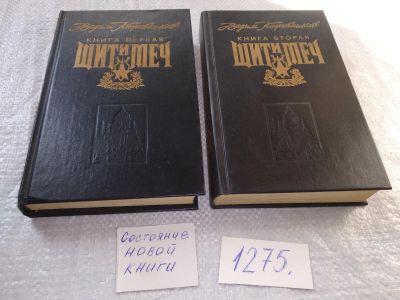 Вадим Кожевников
КНИГА ПЕРВАЯ
ЩИТ И МЕЧ
Вадим Кожевников
КНИГА ВТОРАЯ
ЩИТ И МЕЧ
Состояние
новой
книги
1275.